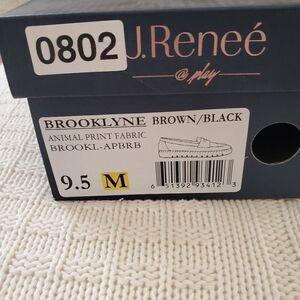 0802
J.Reneé
@ play
BROOKLYNE BROWN/BLACK
ANIMAL PRINT FABRIC
BROOKL-APBRB
9.5 M
6 51392 93412 3